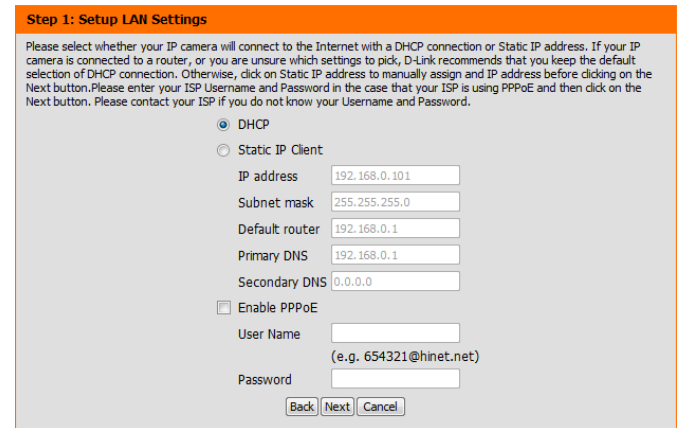 Step 1: Setup LAN Settings
Please select whether your IP camera will connect to the Internet with a DHCP connection or Static IP address. If your IP
camera is connected to a router, or you are unsure which settings to pick, D-Link recommends that you keep the default
selection of DHCP connection. Otherwise, click on Static IP address to manually assign and IP address before clicking on the
Next button.Please enter your ISP Username and Password in the case that your ISP is using PPPoE and then click on the
Next button. Please contact your ISP if you do not know your Username and Password.
DHCP
Static IP Client
IP address 192.168.0.101
Subnet mask 255.255.255.0
Default router 192.168.0.1
Primary DNS 192.168.0.1
Secondary DNS 0.0.0.0
Enable PPPoE
User Name
(e.g. 654321@hinet.net)
Password
Back Next Cancel